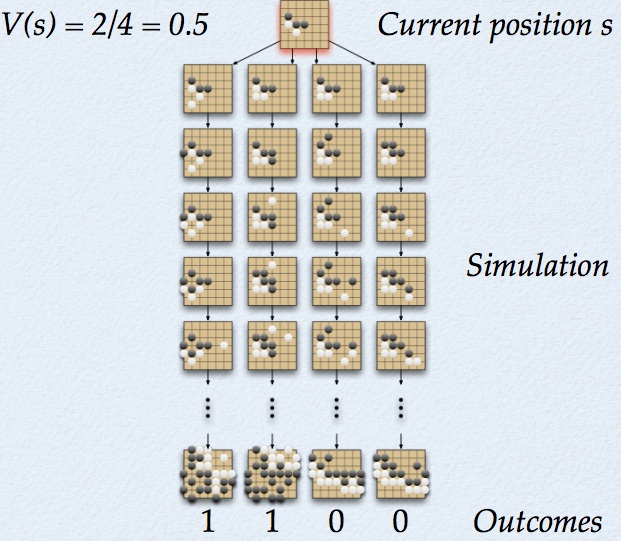 V(s) = 2/4 = 0.5
Current position s
Simulation
1 1 0 0
Outcomes